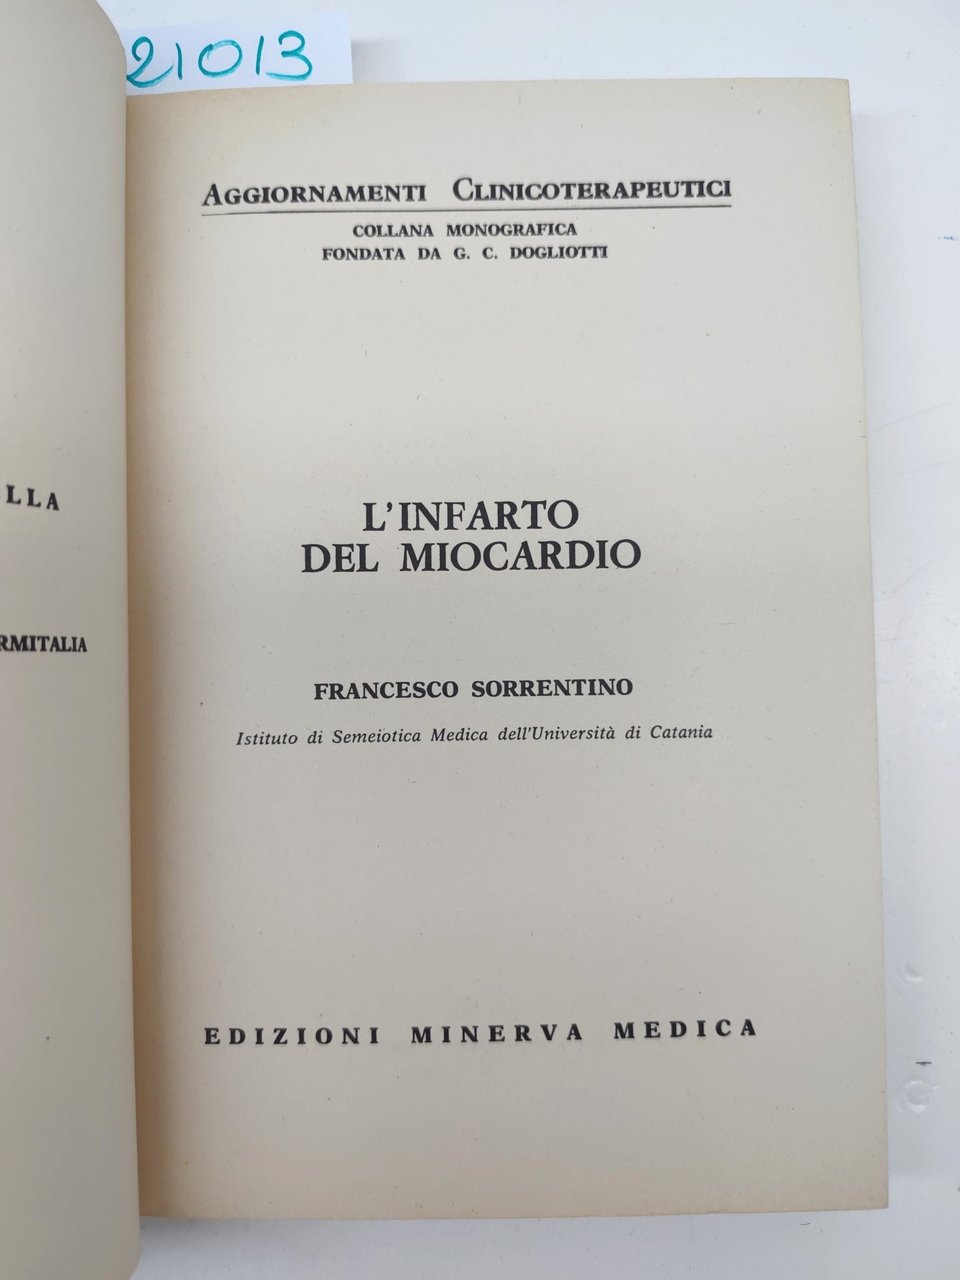 21013
AGGIORNAMENTI CLINICOTERAPEUTICI
COLLANA MONOGRAFICA
FONDATA DA G. C. DOGLIOTTI
LLA
RMITALIA
L'INFARTO
DEL MIOCARDIO
FRANCESCO SORRENTINO
Istituto di Semeiotica Medica dell'Università di Catania
EDIZIONI MINERVA MEDICA